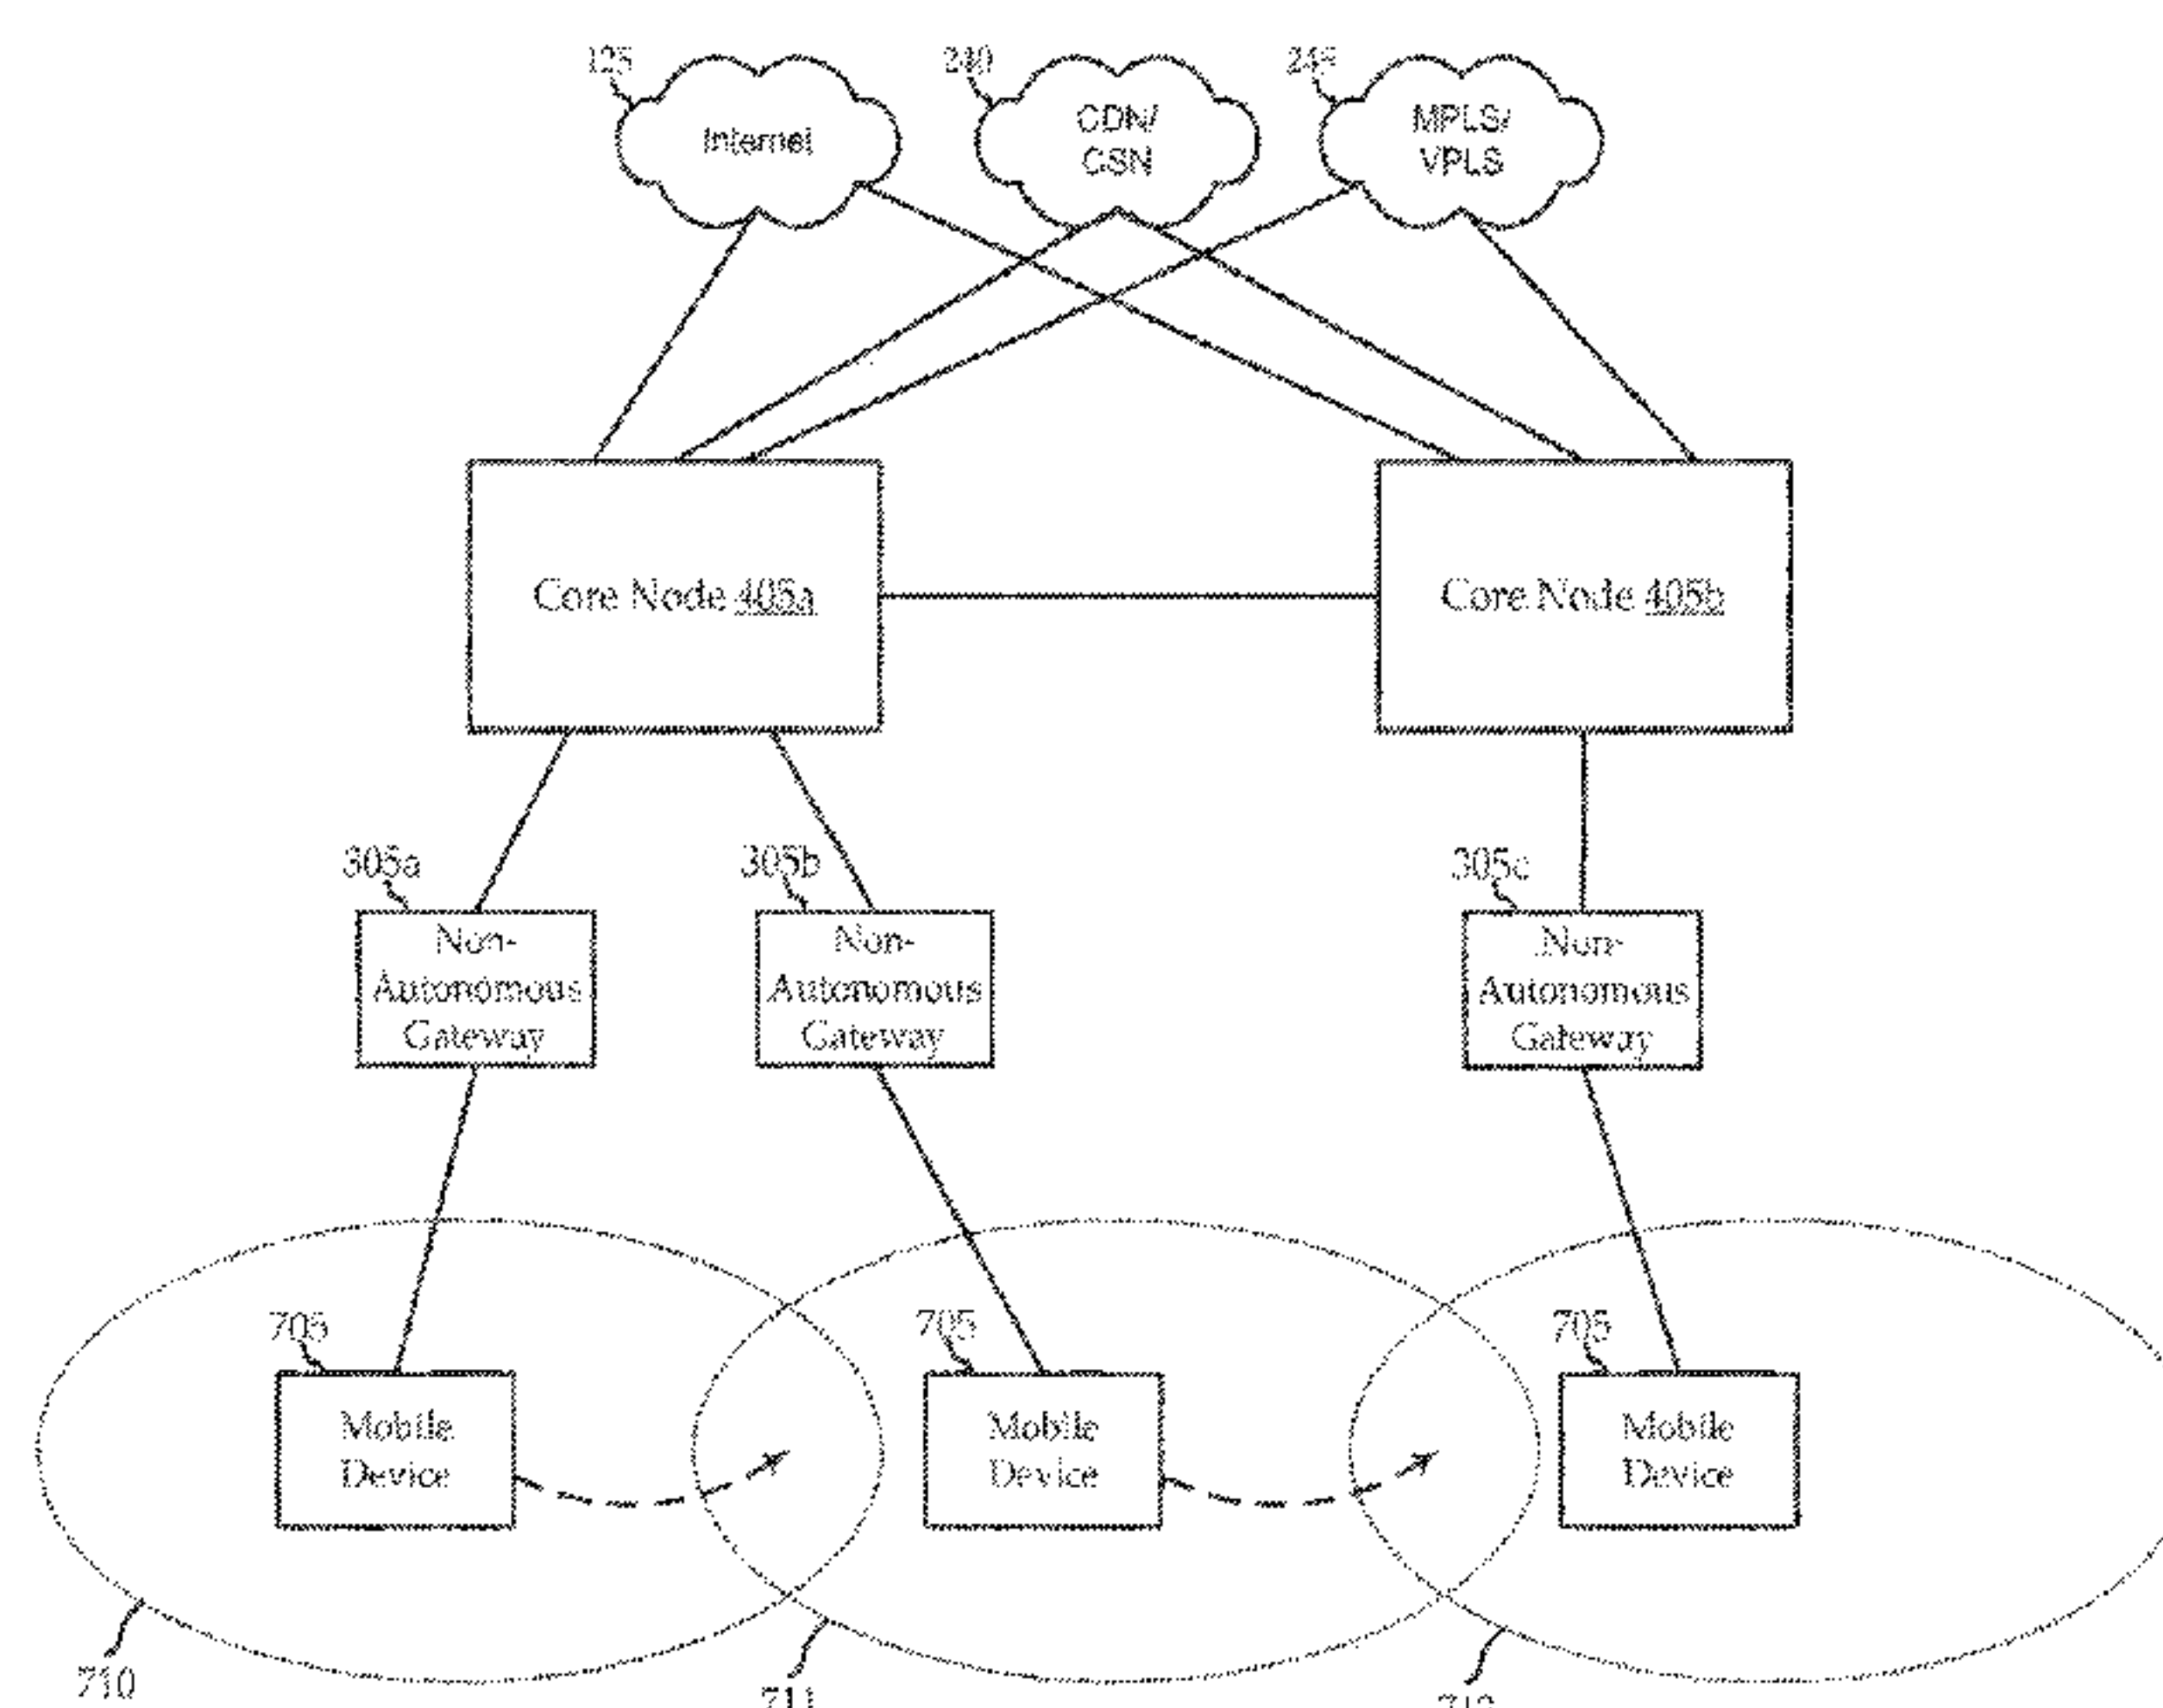 125
240
245
Internet
CDN/
CSN
MPLS/
VPLS
Core Node 405a
Core Node 405b
305a
305b
305c
Non-
Autonomous
Gateway
Non-
Autonomous
Gateway
Non-
Autonomous
Gateway
705
705
705
Mobile
Device
Mobile
Device
Mobile
Device
710
711
712